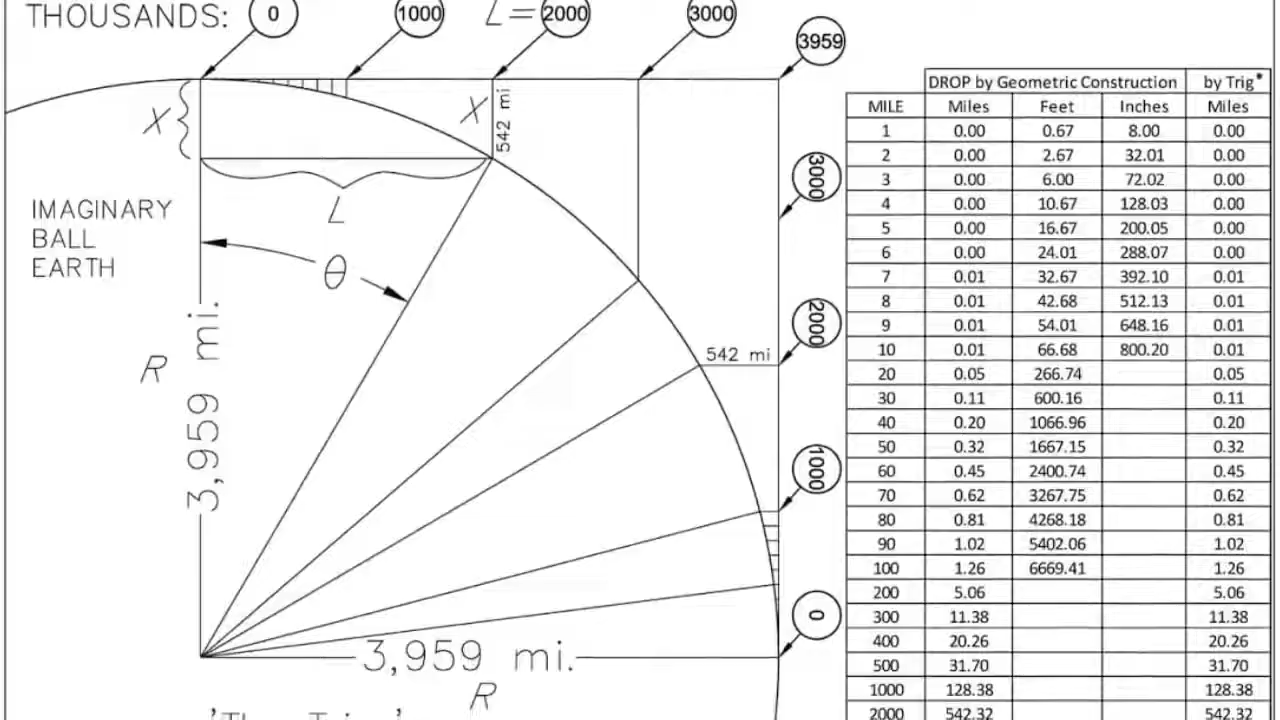 THOUSANDS: 0 1000 L= 2000 3000
3959
X
X
542 mi
3000
IMAGINARY
BALL
EARTH
L
θ
2000
542 mi
R
3,959 mi.
1000
0
3,959 mi.
R
DROP by Geometric Construction by Trig*
MILE Miles Feet Inches Miles
1 0.00 0.67 8.00 0.00
2 0.00 2.67 32.01 0.00
3 0.00 6.00 72.02 0.00
4 0.00 10.67 128.03 0.00
5 0.00 16.67 200.05 0.00
6 0.00 24.01 288.07 0.00
7 0.01 32.67 392.10 0.01
8 0.01 42.68 512.13 0.01
9 0.01 54.01 648.16 0.01
10 0.01 66.68 800.20 0.01
20 0.05 266.74 0.05
30 0.11 600.16 0.11
40 0.20 1066.96 0.20
50 0.32 1667.15 0.32
60 0.45 2400.74 0.45
70 0.62 3267.75 0.62
80 0.81 4268.18 0.81
90 1.02 5402.06 1.02
100 1.26 6669.41 1.26
200 5.06 5.06
300 11.38 11.38
400 20.26 20.26
500 31.70 31.70
1000 128.38 128.38
2000 542.32 542.32